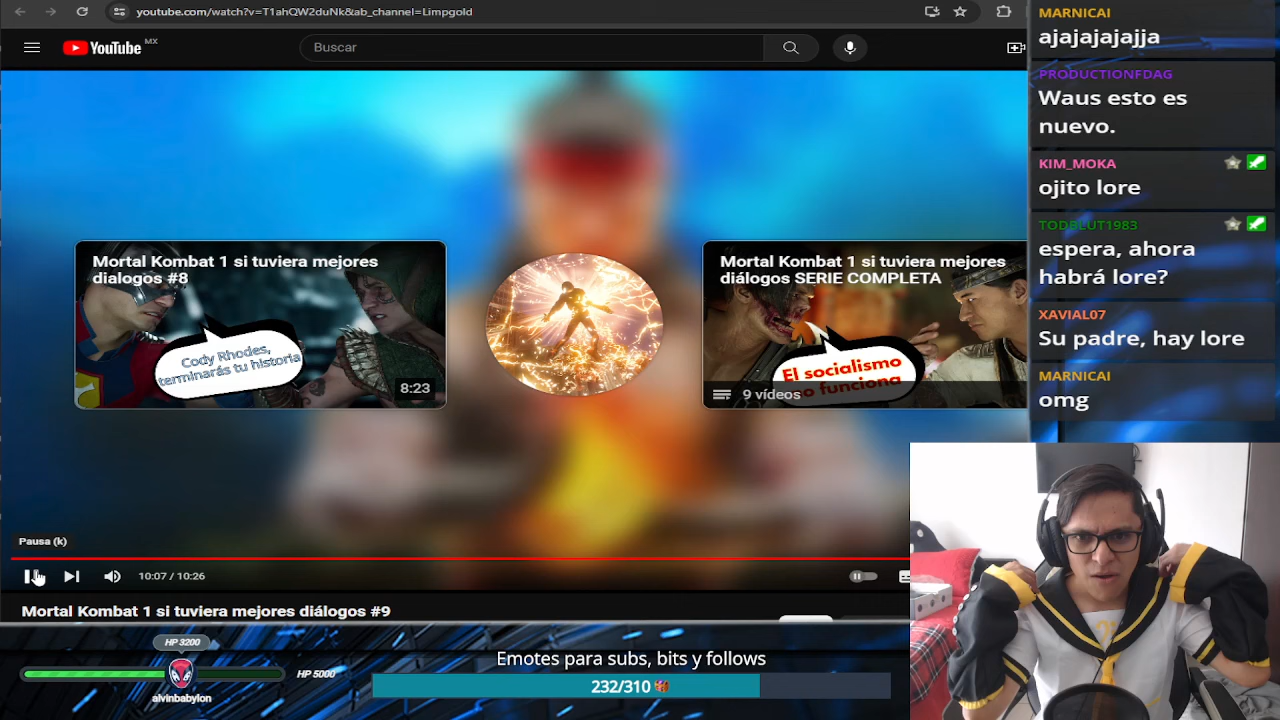 youtube.com/watch?v=T1ahQW2duNk&ab_channel=Limpgold
YouTube MX
Buscar
Mortal Kombat 1 si tuviera mejores
dialogos #8
Cody Rhodes,
terminarás tu historia
8:23
Mortal Kombat 1 si tuviera mejores
diálogos SERIE COMPLETA
El socialismo
no funciona
9 vídeos
Pausa (k)
10:07 / 10:26
Mortal Kombat 1 si tuviera mejores diálogos #9
HP 3200
HP 5000
alvinbabylon
Emotes para subs, bits y follows
232/310
MARNICAI
ajajajajajja
PRODUCTIONFDAG
Waus esto es
nuevo.
KIM_MOKA
ojito lore
TODBLUT1983
espera, ahora
habrá lore?
XAVIAL07
Su padre, hay lore
MARNICAI
omg